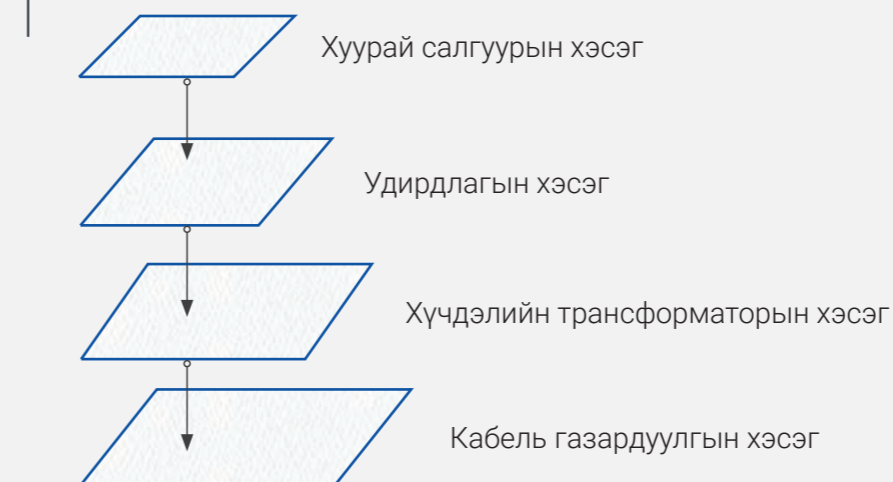 Хуурай салгуурын хэсэг
Удирдлагын хэсэг
Хүчдэлийн трансформаторын хэсэг
Кабель газардуулгын хэсэг